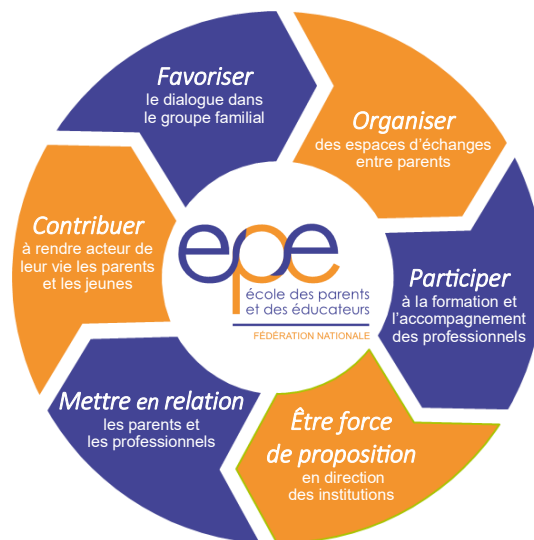 Favoriser
le dialogue dans
le groupe familial
Organiser
des espaces d'échanges
entre parents
Participer
à la formation et
l'accompagnement
des professionnels
Être force
de proposition
en direction
des institutions
Mettre en relation
les parents et
les professionnels
Contribuer
à rendre acteur de
leur vie les parents
et les jeunes
epe
école des parents
et des éducateurs
FÉDÉRATION NATIONALE